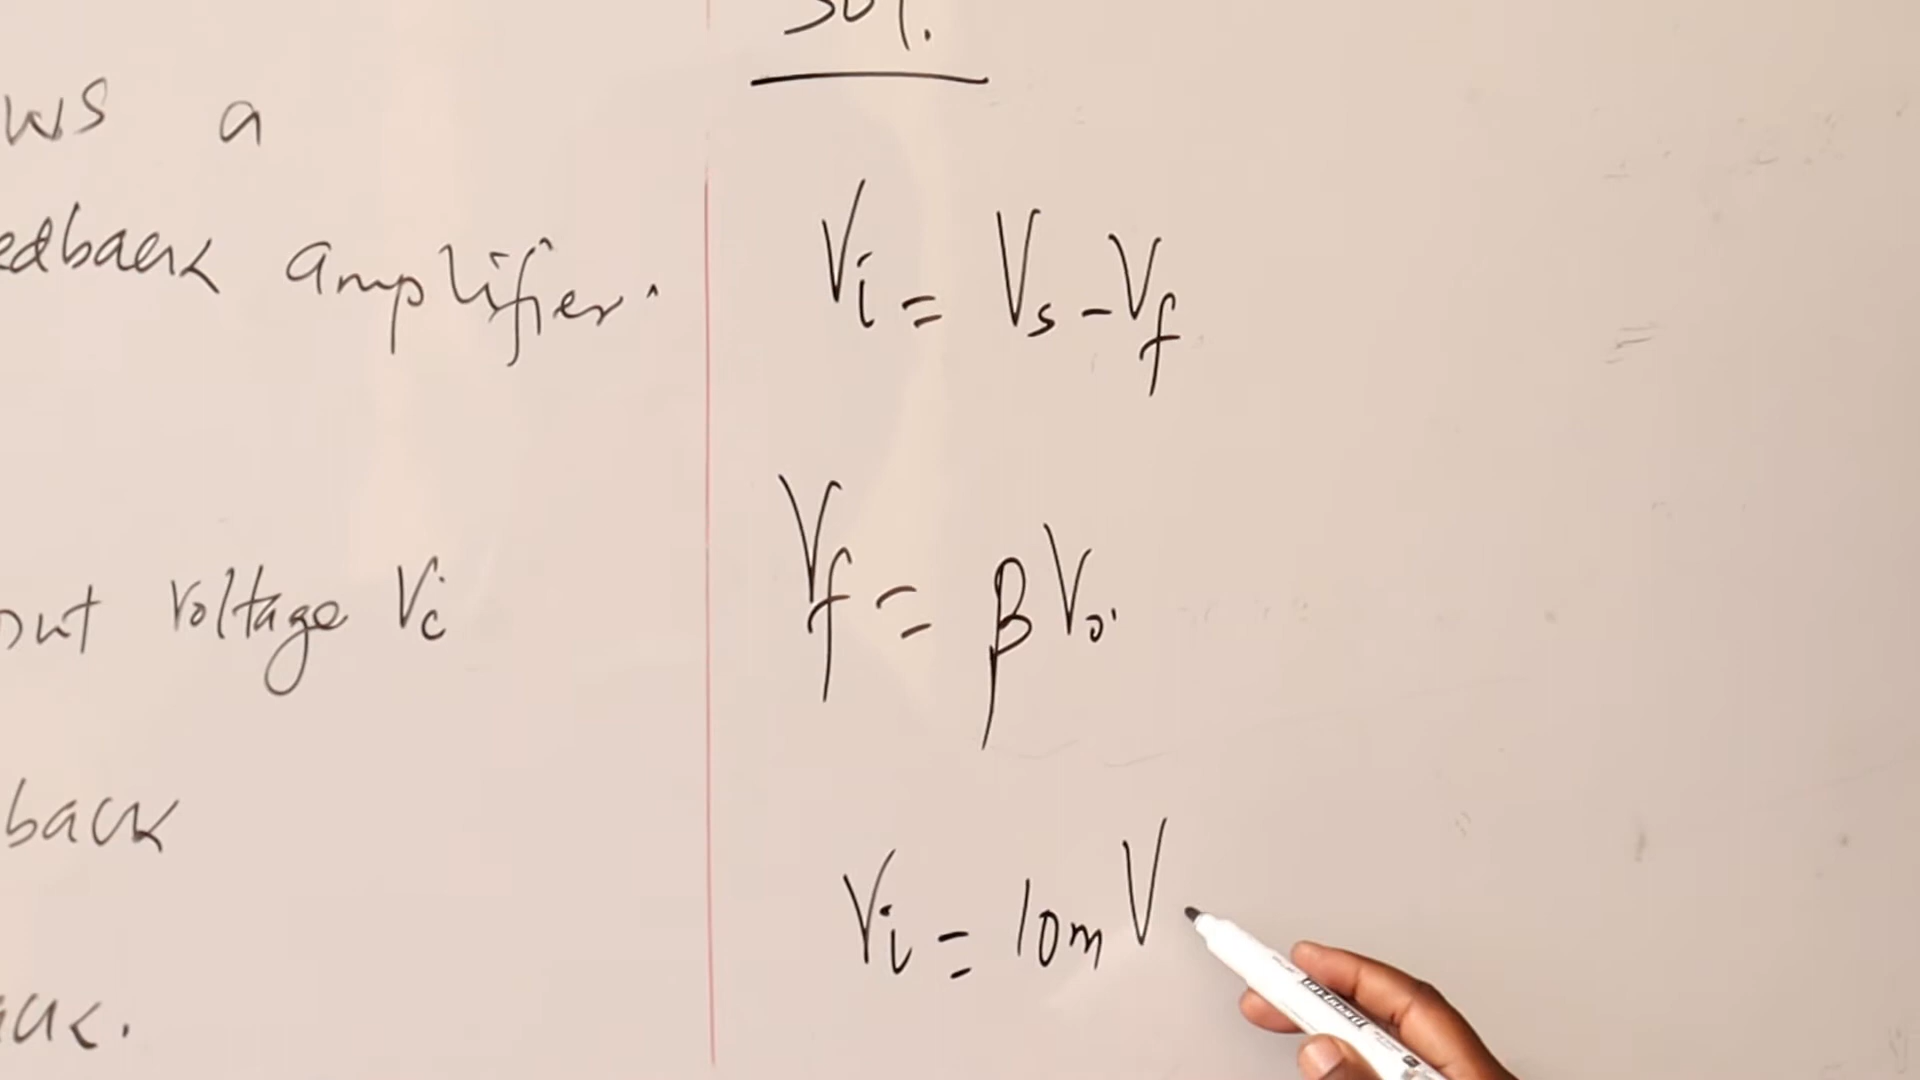 ws a
edback amplifier.
out voltage Vi
back
ack.
Sol.
Vi = Vs - Vf
Vf = βVo.
Vi = 10mV